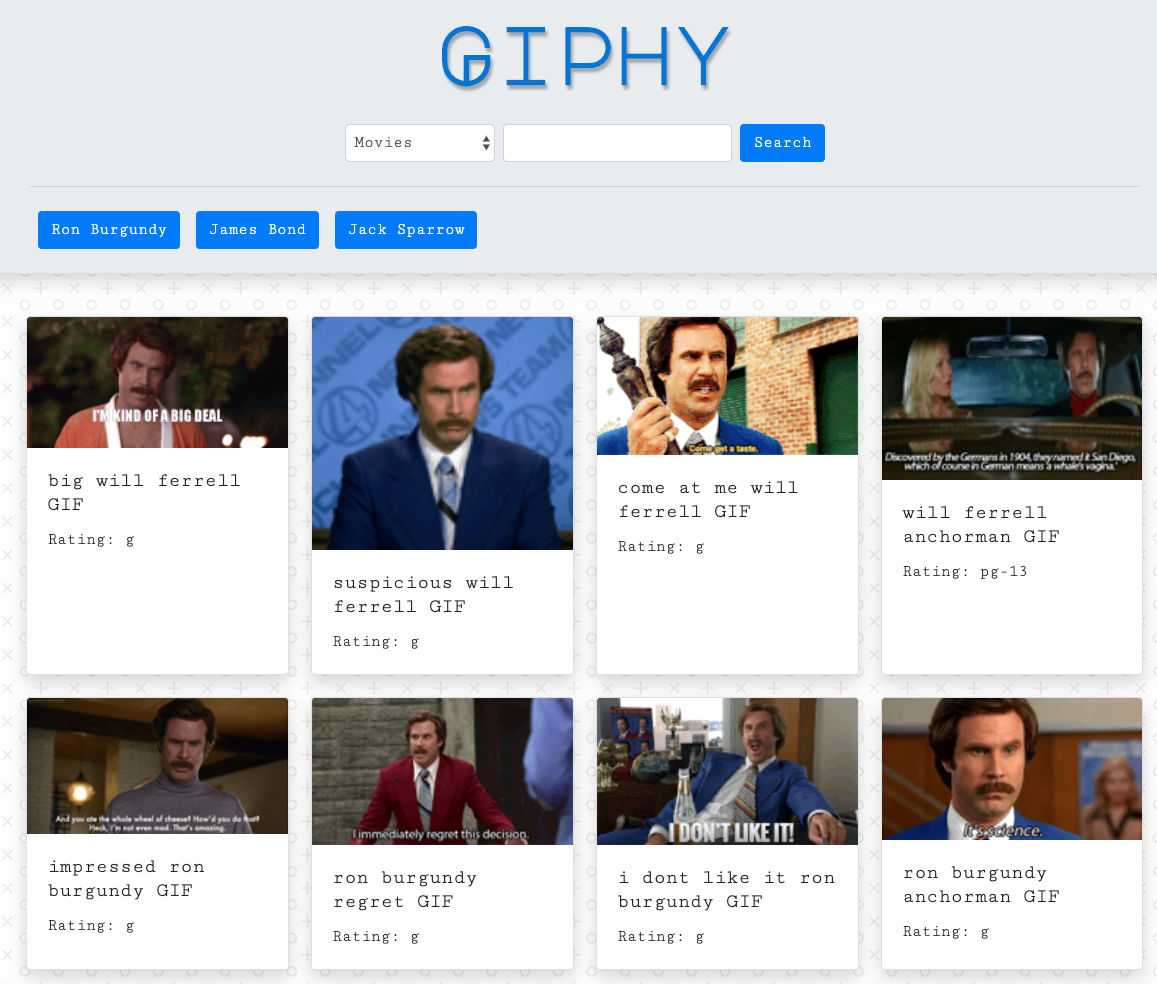 GIPHY
Movies
Search
Ron Burgundy
James Bond
Jack Sparrow
I'M KIND OF A BIG DEAL
big will ferrell
GIF
Rating: g
suspicious will
ferrell GIF
Rating: g
Come get a taste.
come at me will
ferrell GIF
Rating: g
Discovered by the Germans in 1904, they named it San Diego,
which of course in German means 'a whale's vagina.'
will ferrell
anchorman GIF
Rating: pg-13
And you ate the whole wheel of cheese? How'd you do that?
Heck, I'm not even mad. That's amazing.
impressed ron
burgundy GIF
Rating: g
I immediately regret this decision.
ron burgundy
regret GIF
Rating: g
I DON'T LIKE IT!
i dont like it ron
burgundy GIF
Rating: g
It's science.
ron burgundy
anchorman GIF
Rating: g